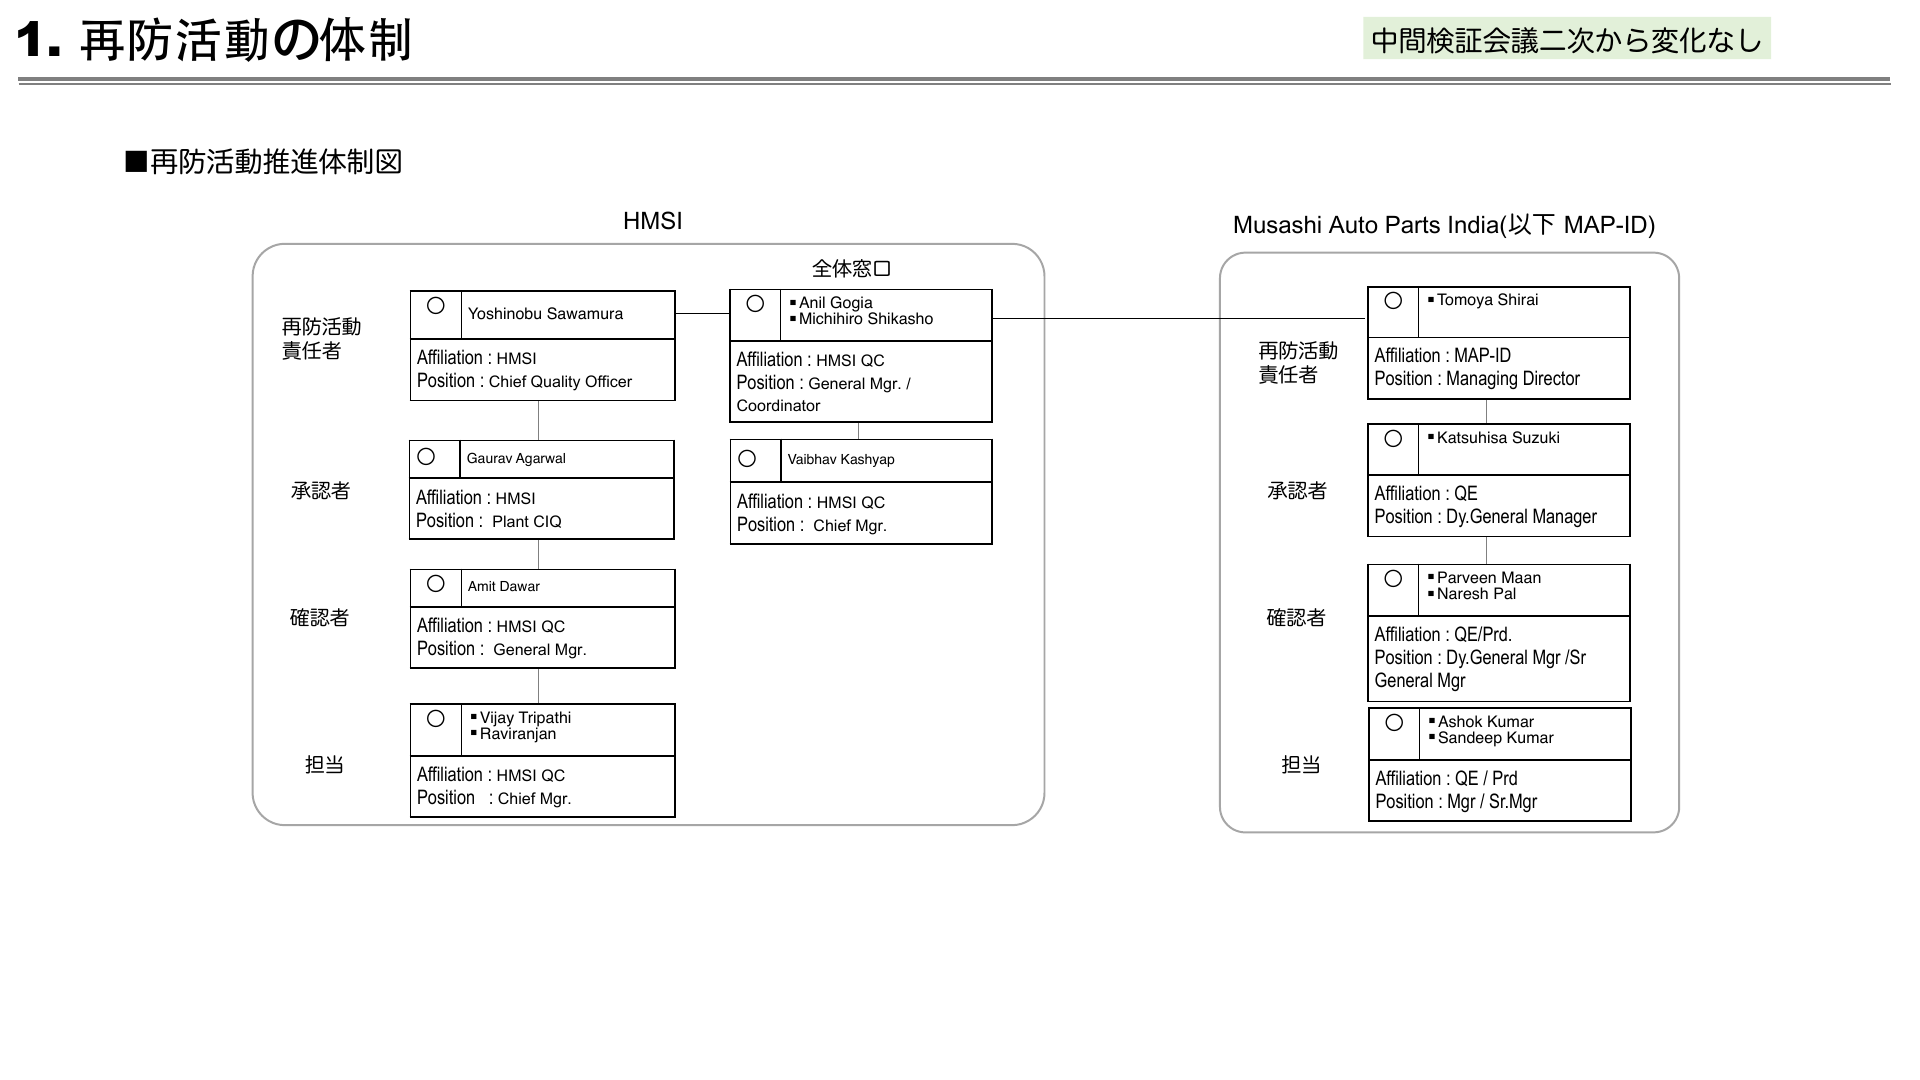 1. 再防活動の体制
中間検証会議二次から変化なし
■再防活動推進体制図
HMSI
全体窓口
再防活動
責任者
○
Yoshinobu Sawamura
Affiliation : HMSI
Position : Chief Quality Officer
○
▪Anil Gogia
▪Michihiro Shikasho
Affiliation : HMSI QC
Position : General Mgr. /
Coordinator
承認者
○
Gaurav Agarwal
Affiliation : HMSI
Position :  Plant CIQ
○
Vaibhav Kashyap
Affiliation : HMSI QC
Position :  Chief Mgr.
確認者
○
Amit Dawar
Affiliation : HMSI QC
Position :  General Mgr.
担当
○
▪Vijay Tripathi
▪Raviranjan
Affiliation : HMSI QC
Position   : Chief Mgr.
Musashi Auto Parts India(以下 MAP-ID)
再防活動
責任者
○
▪Tomoya Shirai
Affiliation : MAP-ID
Position : Managing Director
承認者
○
▪Katsuhisa Suzuki
Affiliation : QE
Position : Dy.General Manager
確認者
○
▪Parveen Maan
▪Naresh Pal
Affiliation : QE/Prd.
Position : Dy.General Mgr /Sr
General Mgr
担当
○
▪Ashok Kumar
▪Sandeep Kumar
Affiliation : QE / Prd
Position : Mgr / Sr.Mgr